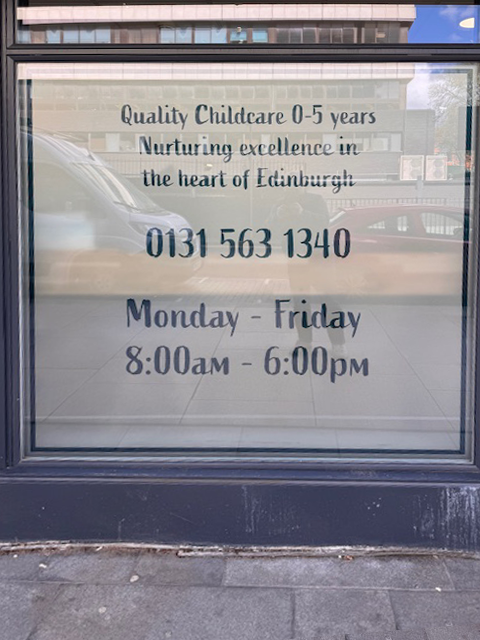 Quality Childcare 0-5 years
Nurturing excellence in
the heart of Edinburgh
0131 563 1340
Monday - Friday
8:00am - 6:00pm